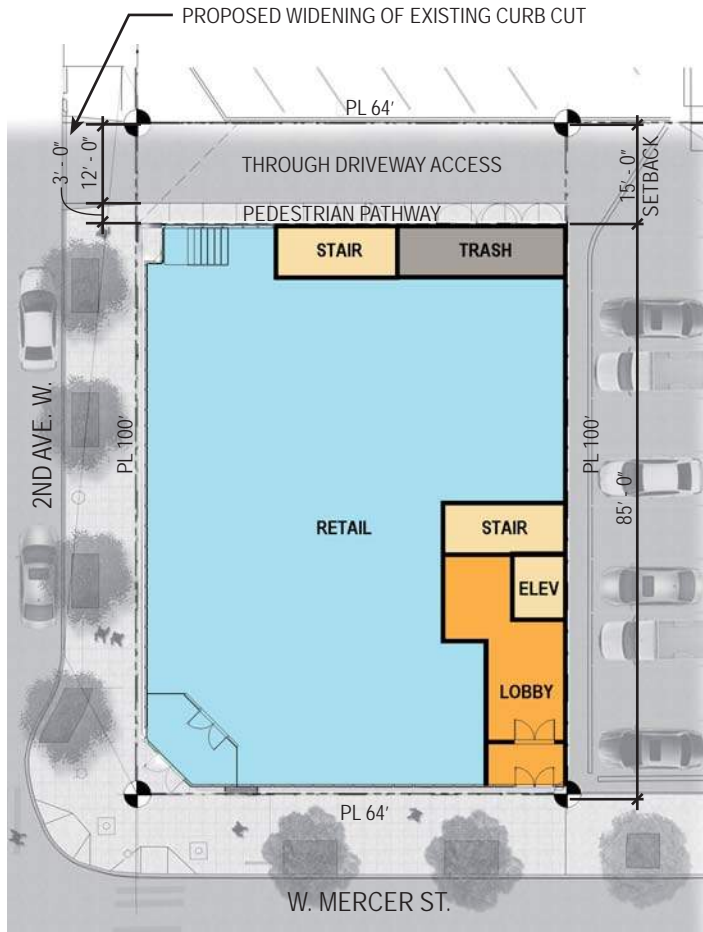 PROPOSED WIDENING OF EXISTING CURB CUT
PL 64'
3' - 0"
12' - 0"
THROUGH DRIVEWAY ACCESS
15' - 0"
SETBACK
PEDESTRIAN PATHWAY
STAIR
TRASH
2ND AVE. W.
PL 100'
PL 100'
85' - 0"
RETAIL
STAIR
ELEV
LOBBY
PL 64'
W. MERCER ST.